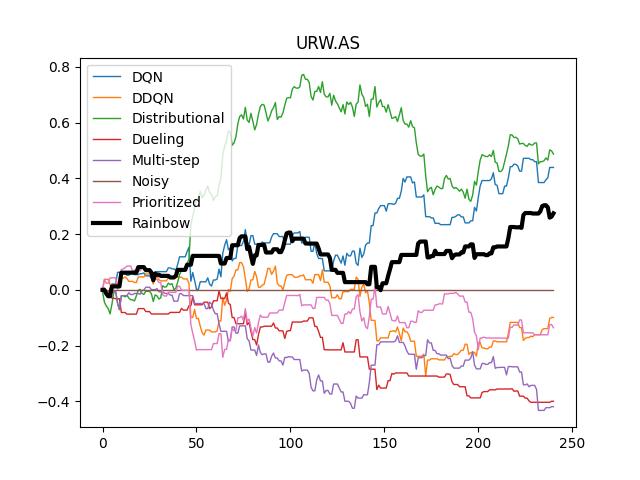 URW.AS
0.8
0.6
0.4
0.2
0.0
−0.2
−0.4
DQN
DDQN
Distributional
Dueling
Multi-step
Noisy
Prioritized
Rainbow
0 50 100 150 200 250